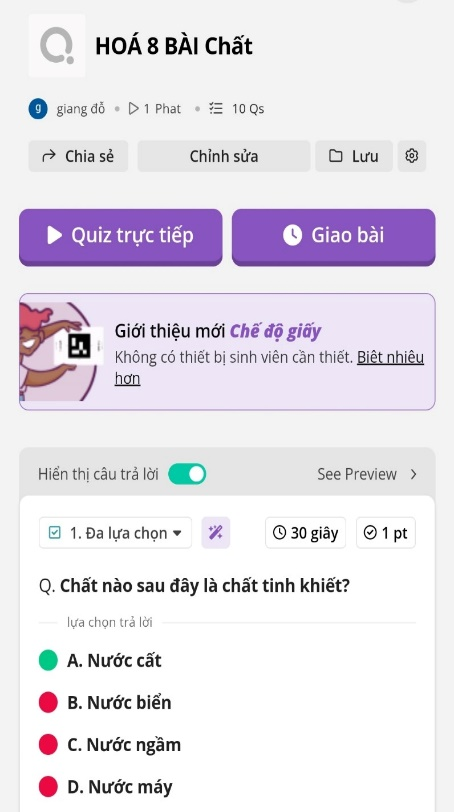 HOÁ 8 BÀI Chất
g giang đỗ • 1 Phat • 10 Qs
Chia sẻ Chỉnh sửa Lưu
Quiz trực tiếp Giao bài
Giới thiệu mới Chế độ giấy
Không có thiết bị sinh viên cần thiết. Biêt nhiêu
hơn
Hiển thị câu trả lời See Preview
1. Đa lựa chọn 30 giây 1 pt
Q. Chất nào sau đây là chất tinh khiết?
lựa chọn trả lời
A. Nước cất
B. Nước biển
C. Nước ngầm
D. Nước máy